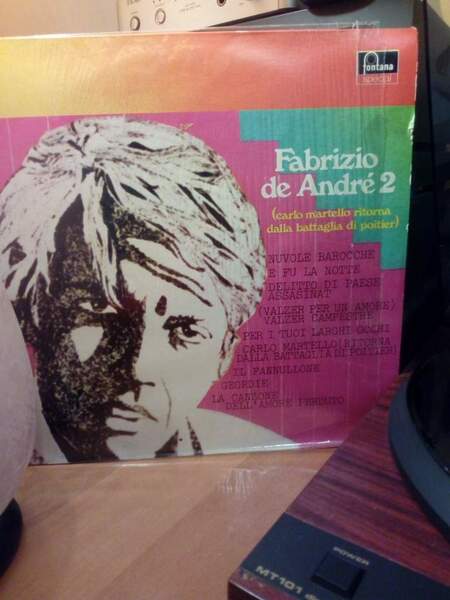 fontana
SPECIAL
Fabrizio
de André 2
(carlo martello ritorna
dalla battaglia di poitier)
NUVOLE BAROCCHE
E FU LA NOTTE
DELITTO DI PAESE
ASSASINAT
(VALZER PER UN AMORE)
VALZER CAMPESTRE
PER I TUOI LARGHI OCCHI
CARLO MARTELLO(RITORNA
DALLA BATTAGLIA DI POITIER)
IL FANNULLONE
GEORDIE
LA CANZONE
DELL'AMORE PERDUTO
POWER
MT101